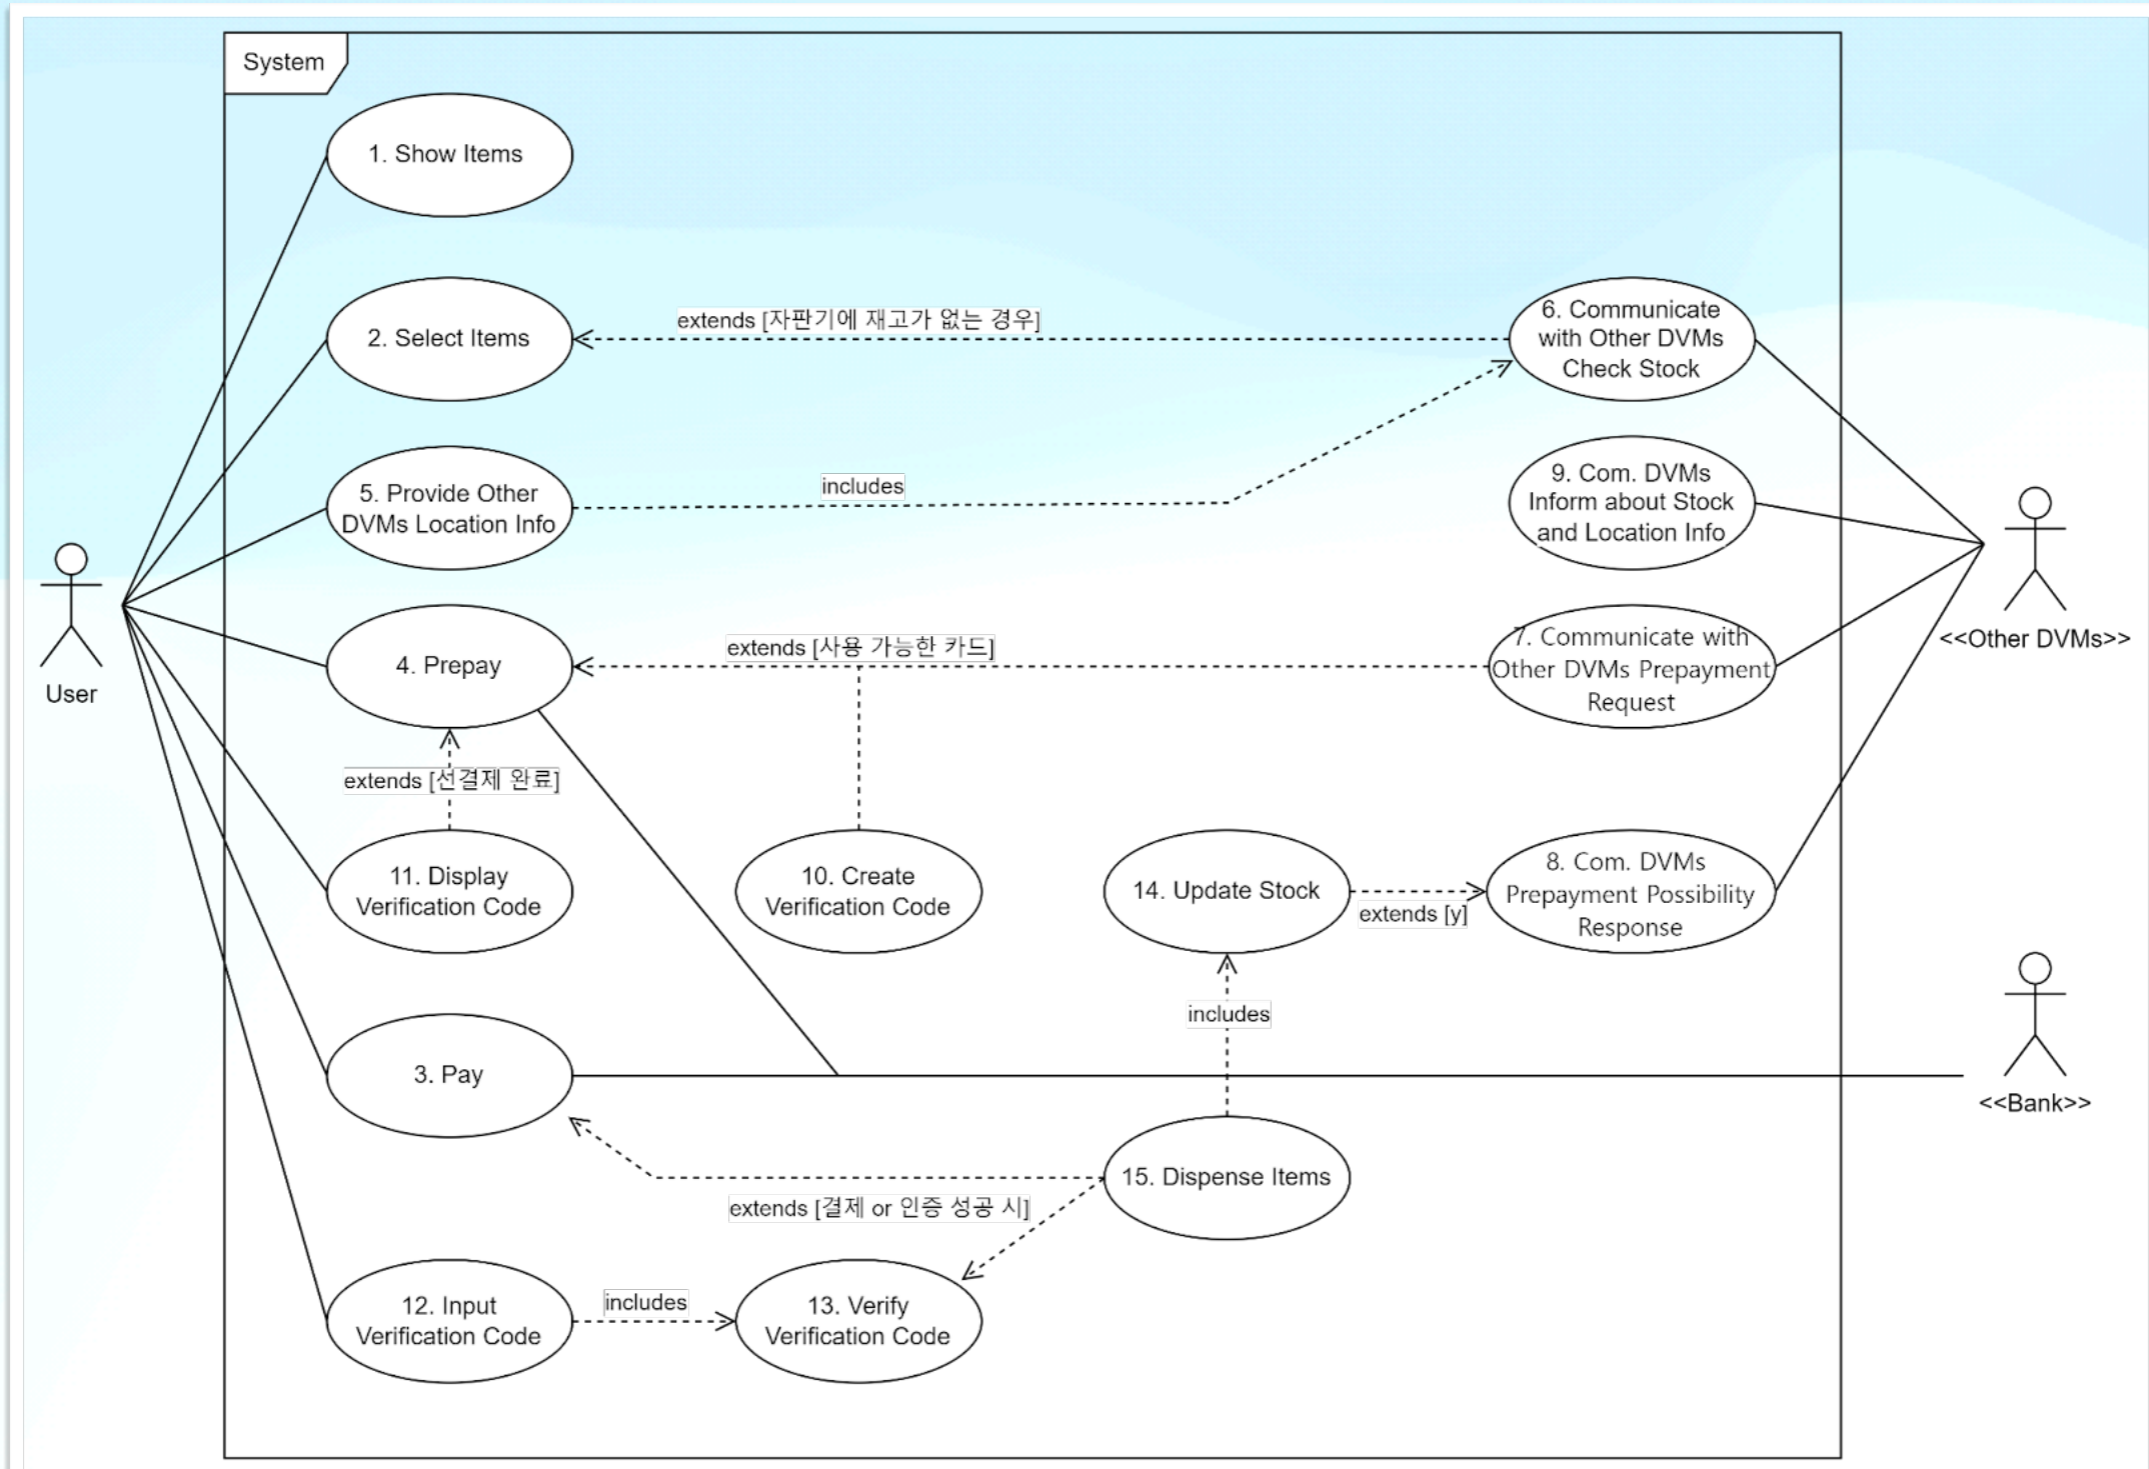 System
1. Show Items
2. Select Items
extends [자판기에 재고가 없는 경우]
6. Communicate
with Other DVMs
Check Stock
5. Provide Other
DVMs Location Info
includes
9. Com. DVMs
Inform about Stock
and Location Info
User
<<Other DVMs>>
4. Prepay
extends [사용 가능한 카드]
7. Communicate with
Other DVMs Prepayment
Request
extends [선결제 완료]
11. Display
Verification Code
10. Create
Verification Code
14. Update Stock
extends [y]
8. Com. DVMs
Prepayment Possibility
Response
includes
3. Pay
<<Bank>>
15. Dispense Items
extends [결제 or 인증 성공 시]
12. Input
Verification Code
includes
13. Verify
Verification Code